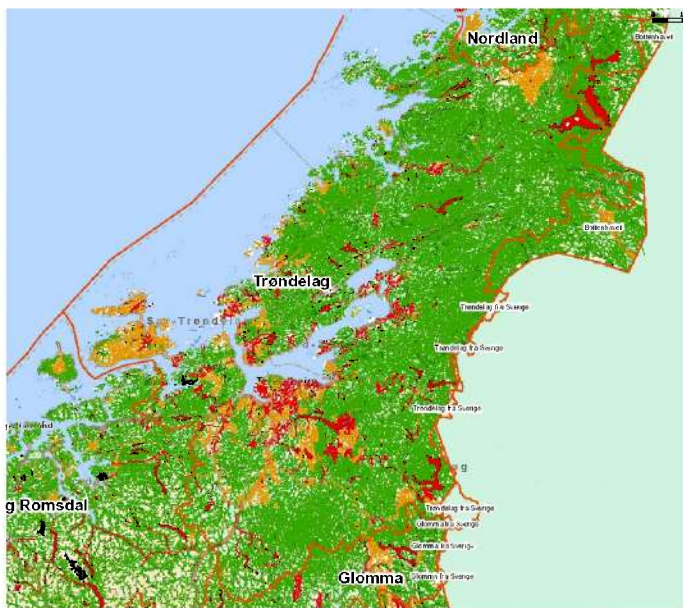 Nordland
Bottenhavet
Bottenhavet
Trøndelag
Trøndelag fra Sverige
Trøndelag fra Sverige
Trøndelag fra Sverige
g Romsdal
Trøndelag fra Sverige
Glomma fra Sverige
Glomma fra Sverige
Glomma
Glomma fra Sverige